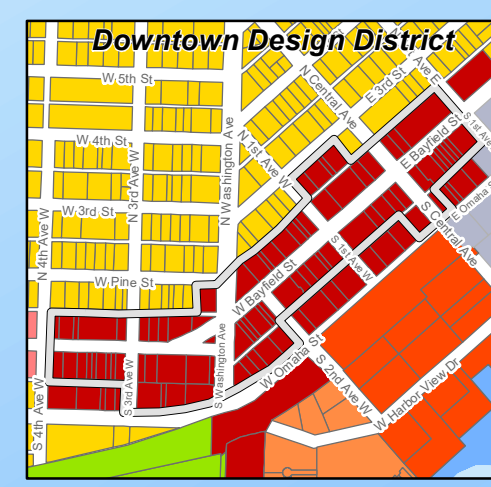 Downtown Design District
W 5th St
N Central Ave
E 3rd St
Ave E
S 1st Ave
W 4th St
N 3rd Ave W
N Washington Ave
N 1st Ave W
E Bayfield St
E Omaha S
W 3rd St
N 4th Ave W
S Central Ave
W Pine St
W Bayfield St
S 1st Ave W
S 4th Ave W
S 3rd Ave W
S Washington Ave
W Omaha St
S 2nd Ave W
W Harbor View Dr